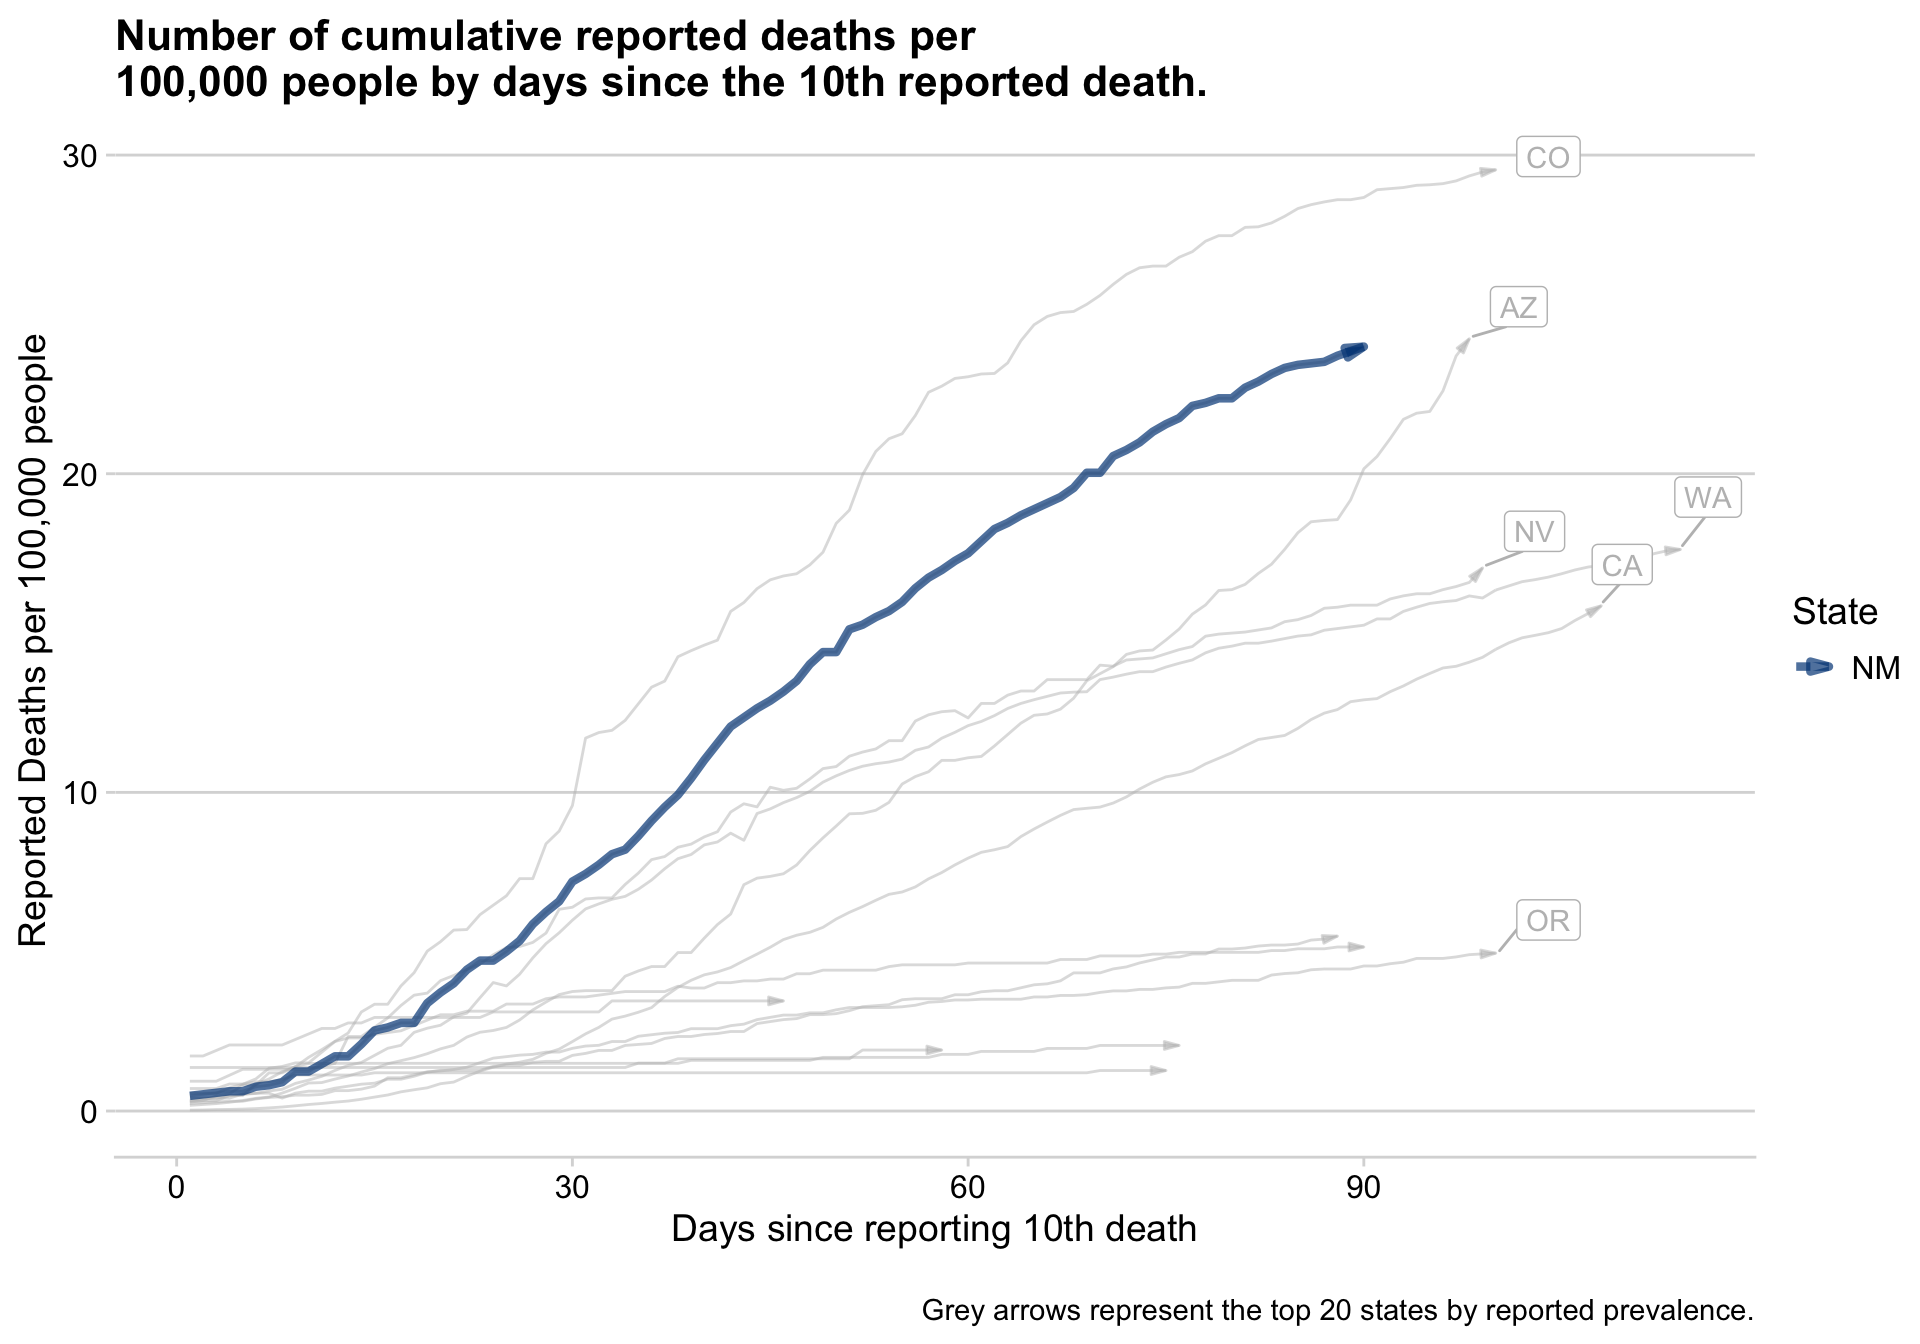 Number of cumulative reported deaths per
100,000 people by days since the 10th reported death.
Reported Deaths per 100,000 people
30
20
10
0
CO
AZ
WA
NV
CA
OR
State
NM
0
30
60
90
Days since reporting 10th death
Grey arrows represent the top 20 states by reported prevalence.